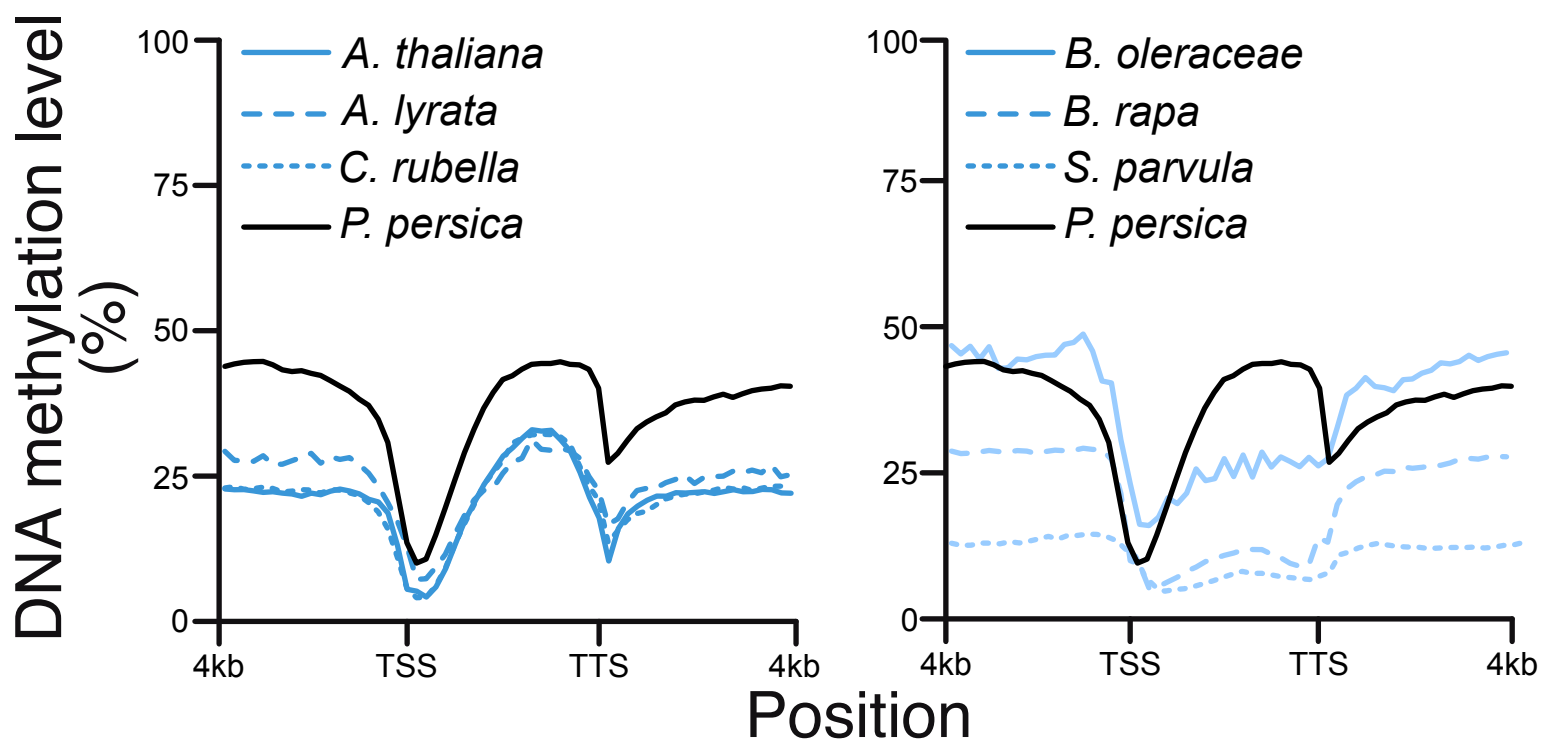 DNA methylation level
(%)
100
75
50
25
0
A. thaliana
A. lyrata
C. rubella
P. persica
4kb
TSS
TTS
4kb
100
75
50
25
0
B. oleraceae
B. rapa
S. parvula
P. persica
4kb
TSS
TTS
4kb
Position